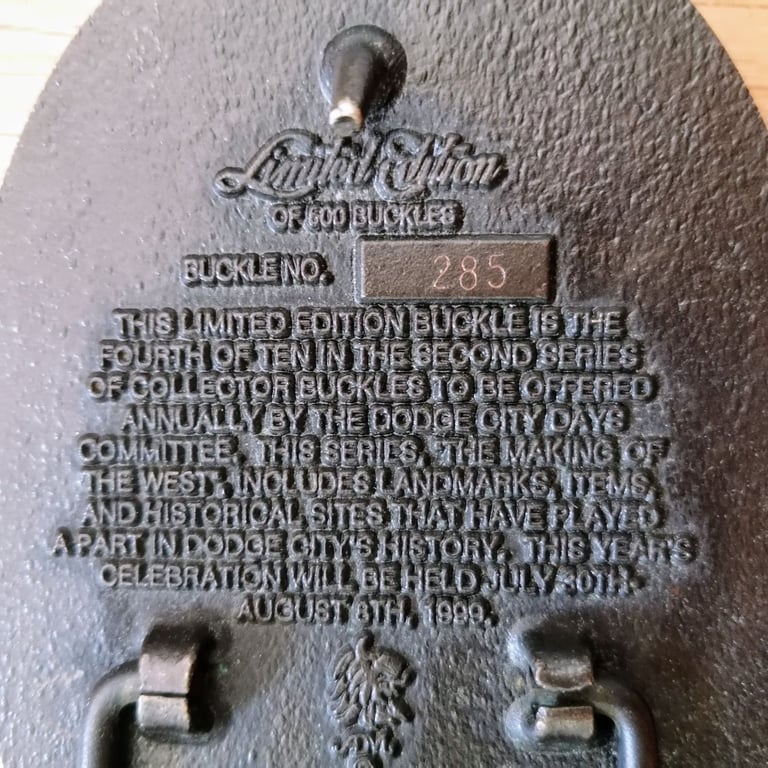 Limited Edition
OF 500 BUCKLES
BUCKLE NO. 285
THIS LIMITED EDITION BUCKLE IS THE
FOURTH OF TEN IN THE SECOND SERIES
OF COLLECTOR BUCKLES TO BE OFFERED
ANNUALLY BY THE DODGE CITY DAYS
COMMITTEE. THIS SERIES, "THE MAKING OF
THE WEST", INCLUDES LANDMARKS, ITEMS,
AND HISTORICAL SITES THAT HAVE PLAYED
A PART IN DODGE CITY'S HISTORY. THIS YEAR'S
CELEBRATION WILL BE HELD JULY 30TH-
AUGUST 8TH, 1999.